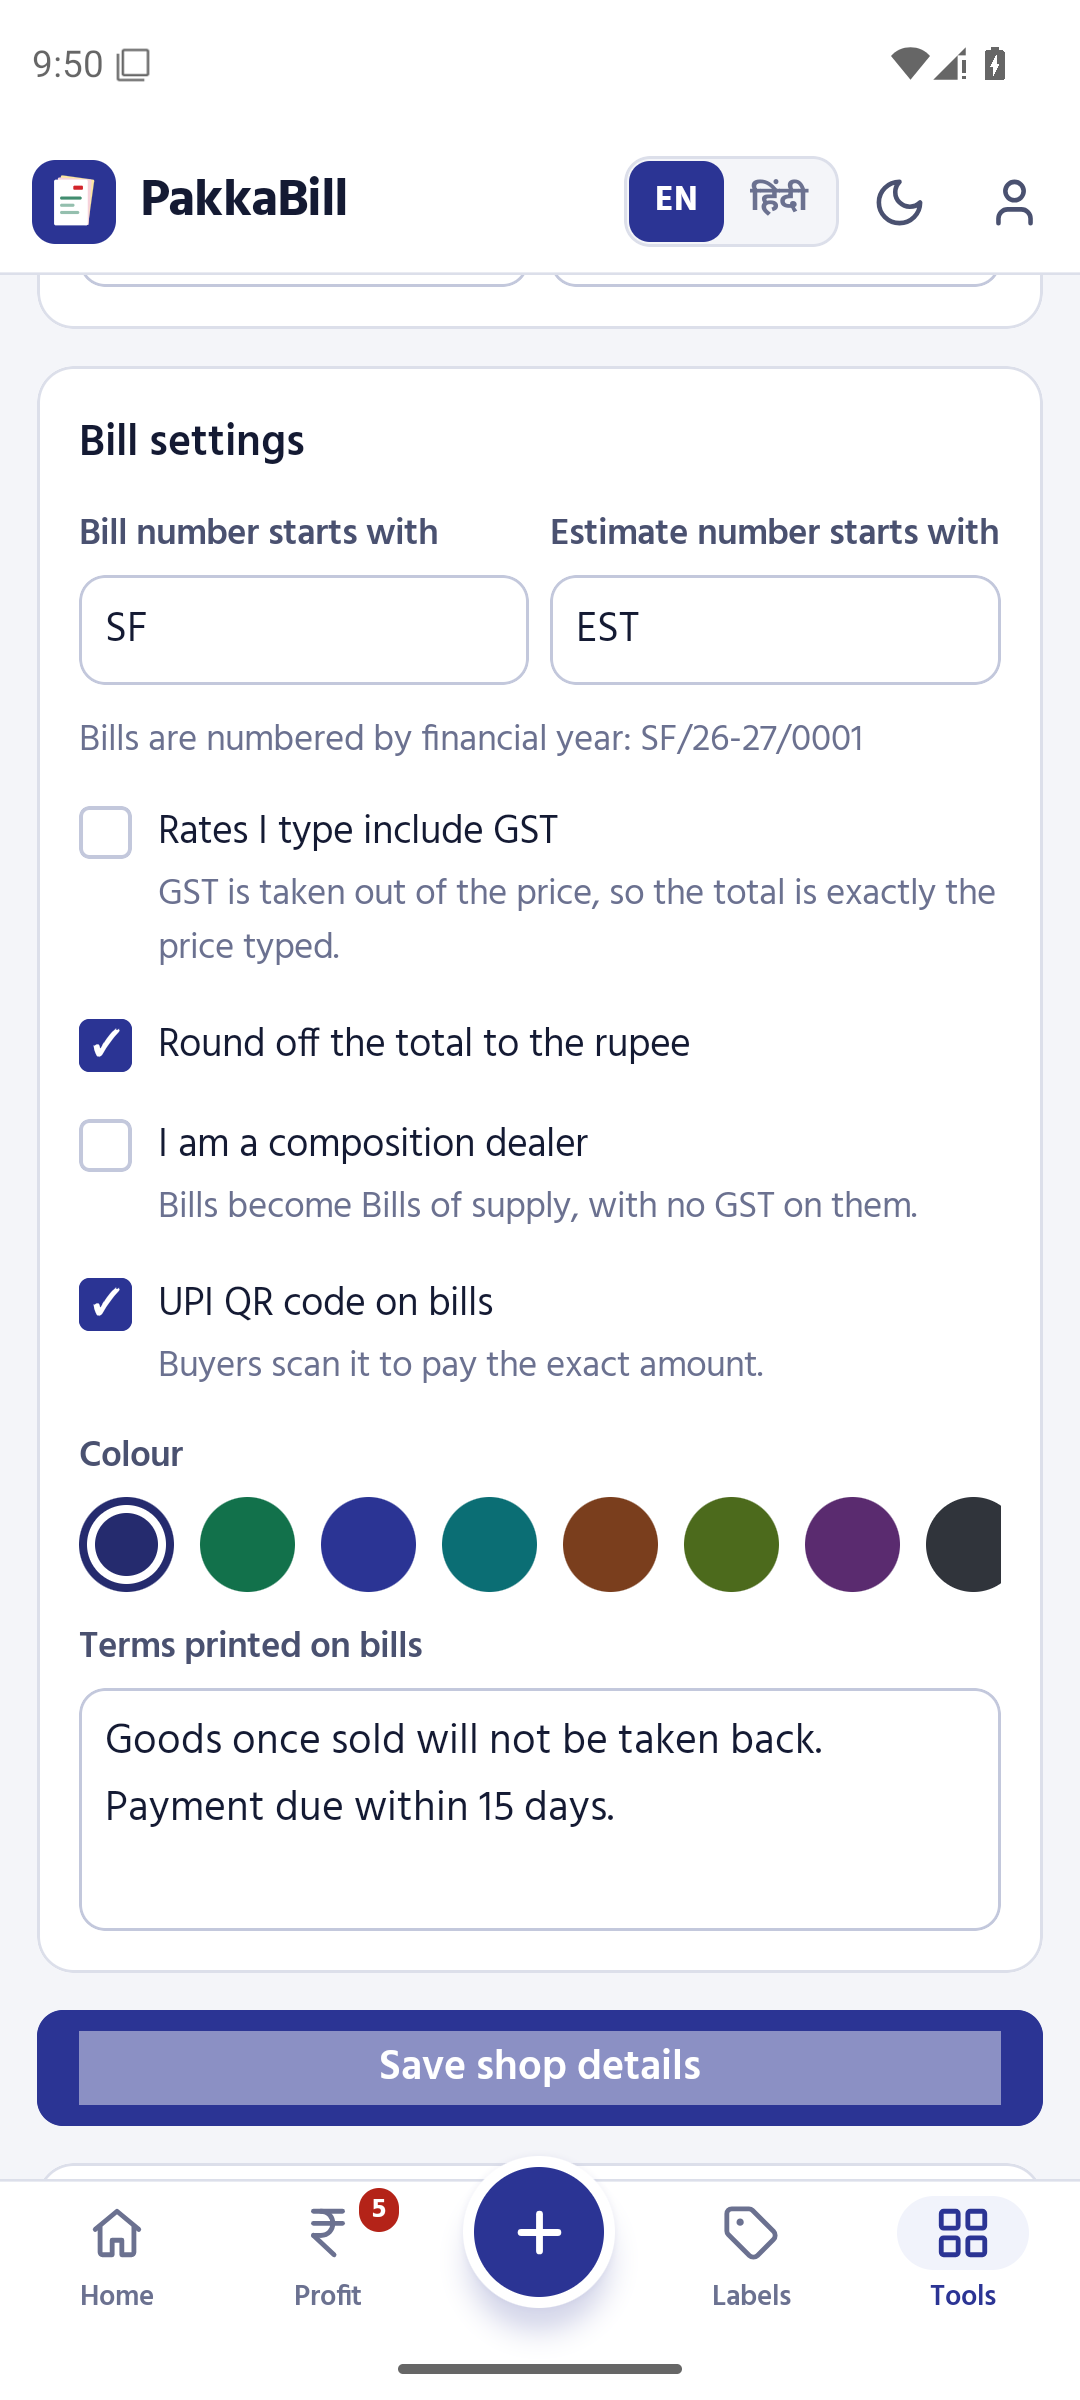 9:50
PakkaBill
EN
हिंदी
Bill settings
Bill number starts with
Estimate number starts with
SF
EST
Bills are numbered by financial year: SF/26-27/0001
Rates I type include GST
GST is taken out of the price, so the total is exactly the
price typed.
✓ Round off the total to the rupee
I am a composition dealer
Bills become Bills of supply, with no GST on them.
✓ UPI QR code on bills
Buyers scan it to pay the exact amount.
Colour
Terms printed on bills
Goods once sold will not be taken back.
Payment due within 15 days.
Save shop details
5
Home
Profit
Labels
Tools